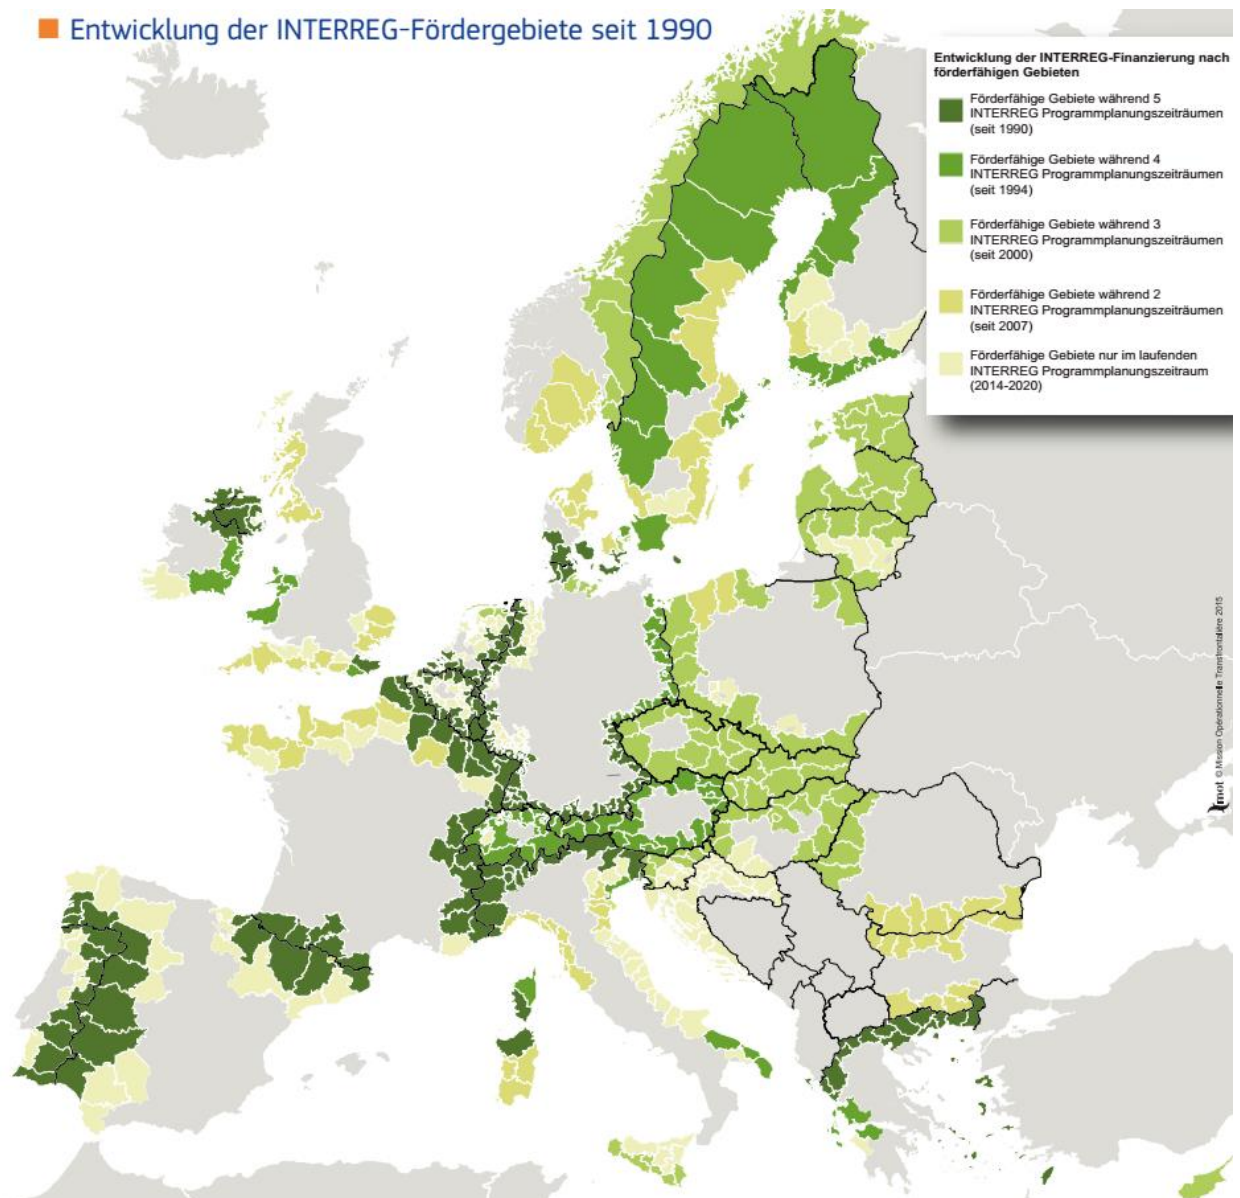 Entwicklung der INTERREG-Fördergebiete seit 1990
Entwicklung der INTERREG-Finanzierung nach
förderfähigen Gebieten
Förderfähige Gebiete während 5
INTERREG Programmplanungszeiträumen
(seit 1990)
Förderfähige Gebiete während 4
INTERREG Programmplanungszeiträumen
(seit 1994)
Förderfähige Gebiete während 3
INTERREG Programmplanungszeiträumen
(seit 2000)
Förderfähige Gebiete während 2
INTERREG Programmplanungszeiträumen
(seit 2007)
Förderfähige Gebiete nur im laufenden
INTERREG Programmplanungszeitraum
(2014-2020)
mot © Mission Opérationnelle Transfrontalière 2015